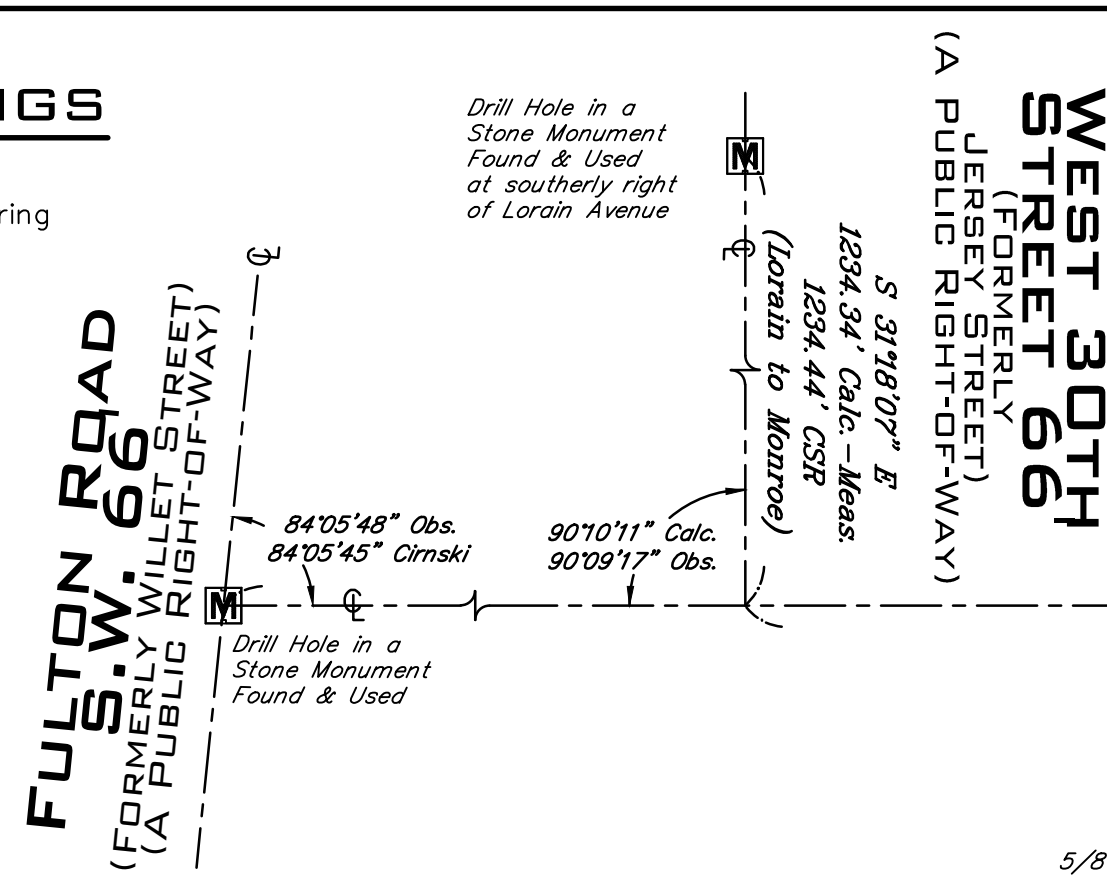 Drill Hole in a
Stone Monument
Found & Used
at southerly right
of Lorain Avenue
M
CL
WEST 30TH
STREET 66'
(FORMERLY
JERSEY STREET)
(A PUBLIC RIGHT-OF-WAY)
S 31°18'07" E
1234.34' Calc.-Meas.
1234.44' CSR
(Lorain to Monroe)
CL
FULTON ROAD
S.W. 66'
(FORMERLY WILLET STREET)
(A PUBLIC RIGHT-OF-WAY)
84°05'48" Obs.
84°05'45" Cirnski
90°10'11" Calc.
90°09'17" Obs.
M
CL
Drill Hole in a
Stone Monument
Found & Used
5/8